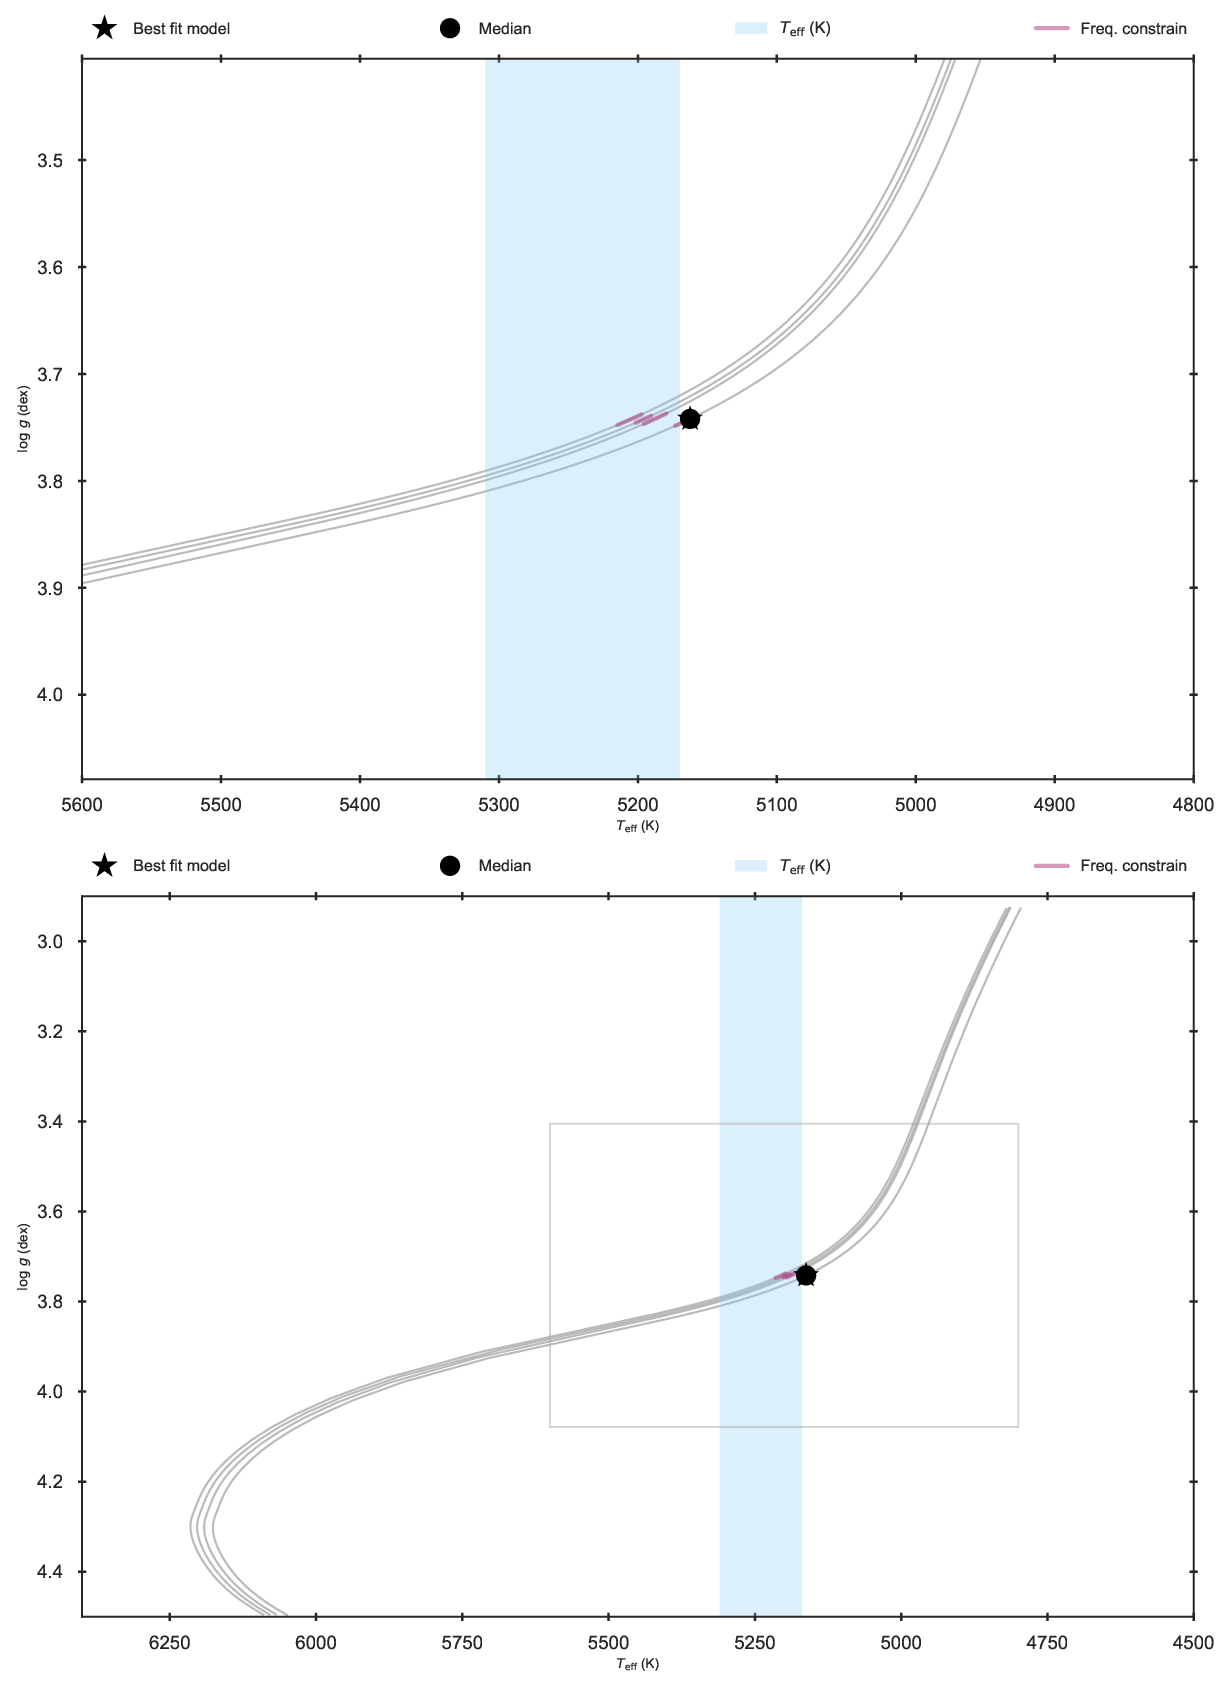 Best fit model Median Teff (K) Freq. constrain
3.5
3.6
3.7
3.8
3.9
4.0
log g (dex)
5600 5500 5400 5300 5200 5100 5000 4900 4800
Teff (K)
Best fit model Median Teff (K) Freq. constrain
3.0
3.2
3.4
3.6
3.8
4.0
4.2
4.4
log g (dex)
6250 6000 5750 5500 5250 5000 4750 4500
Teff (K)